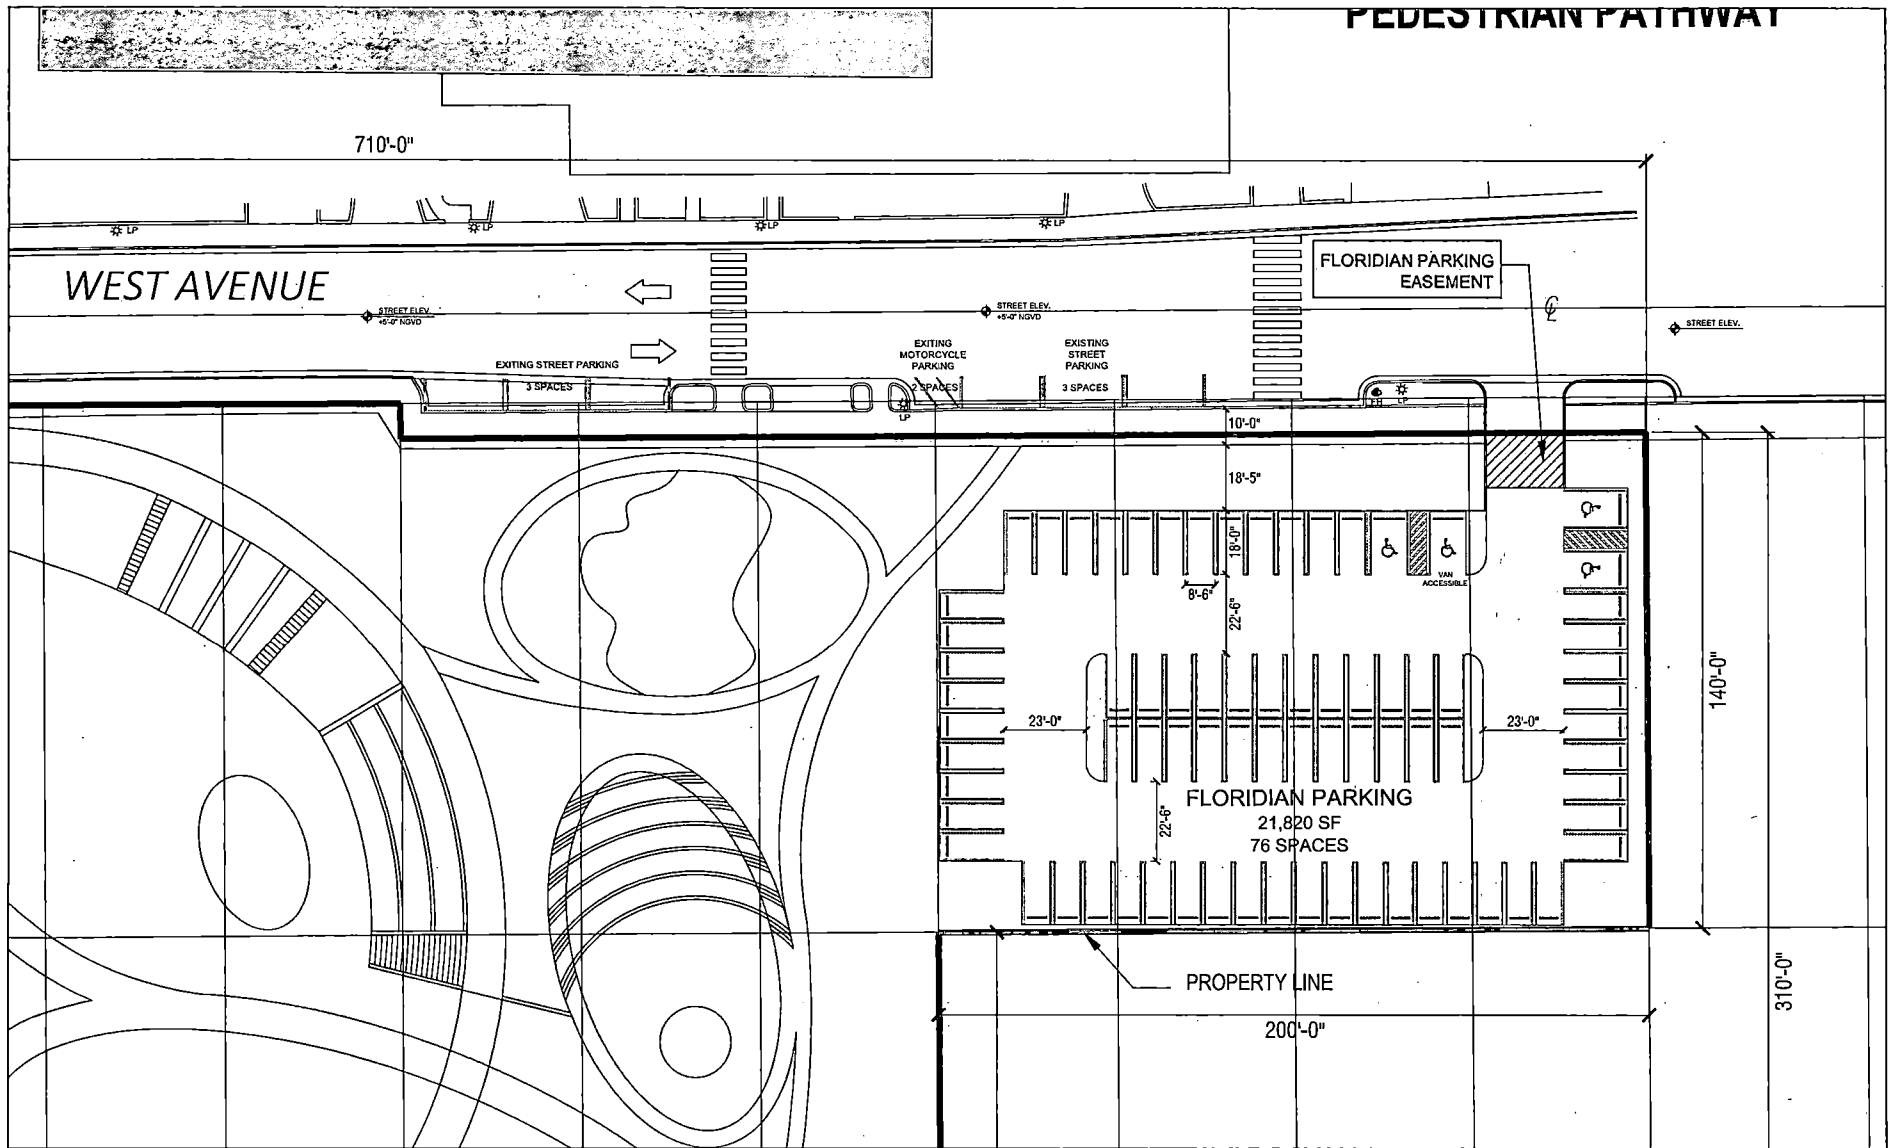 PEDESTRIAN PATHWAY
710'-0"
LP
LP
LP
LP
WEST AVENUE
FLORIDIAN PARKING
EASEMENT
STREET ELEV.
+5'-0" NGVD
STREET ELEV.
+5'-0" NGVD
℄
STREET ELEV.
EXITING STREET PARKING
3 SPACES
EXITING
MOTORCYCLE
PARKING
2 SPACES
EXISTING
STREET
PARKING
3 SPACES
LP
FH
LP
10'-0"
18'-5"
18'-0"
VAN
ACCESSIBLE
8'-6"
22'-6"
23'-0"
23'-0"
140'-0"
FLORIDIAN PARKING
21,820 SF
76 SPACES
22'-6"
PROPERTY LINE
310'-0"
200'-0"